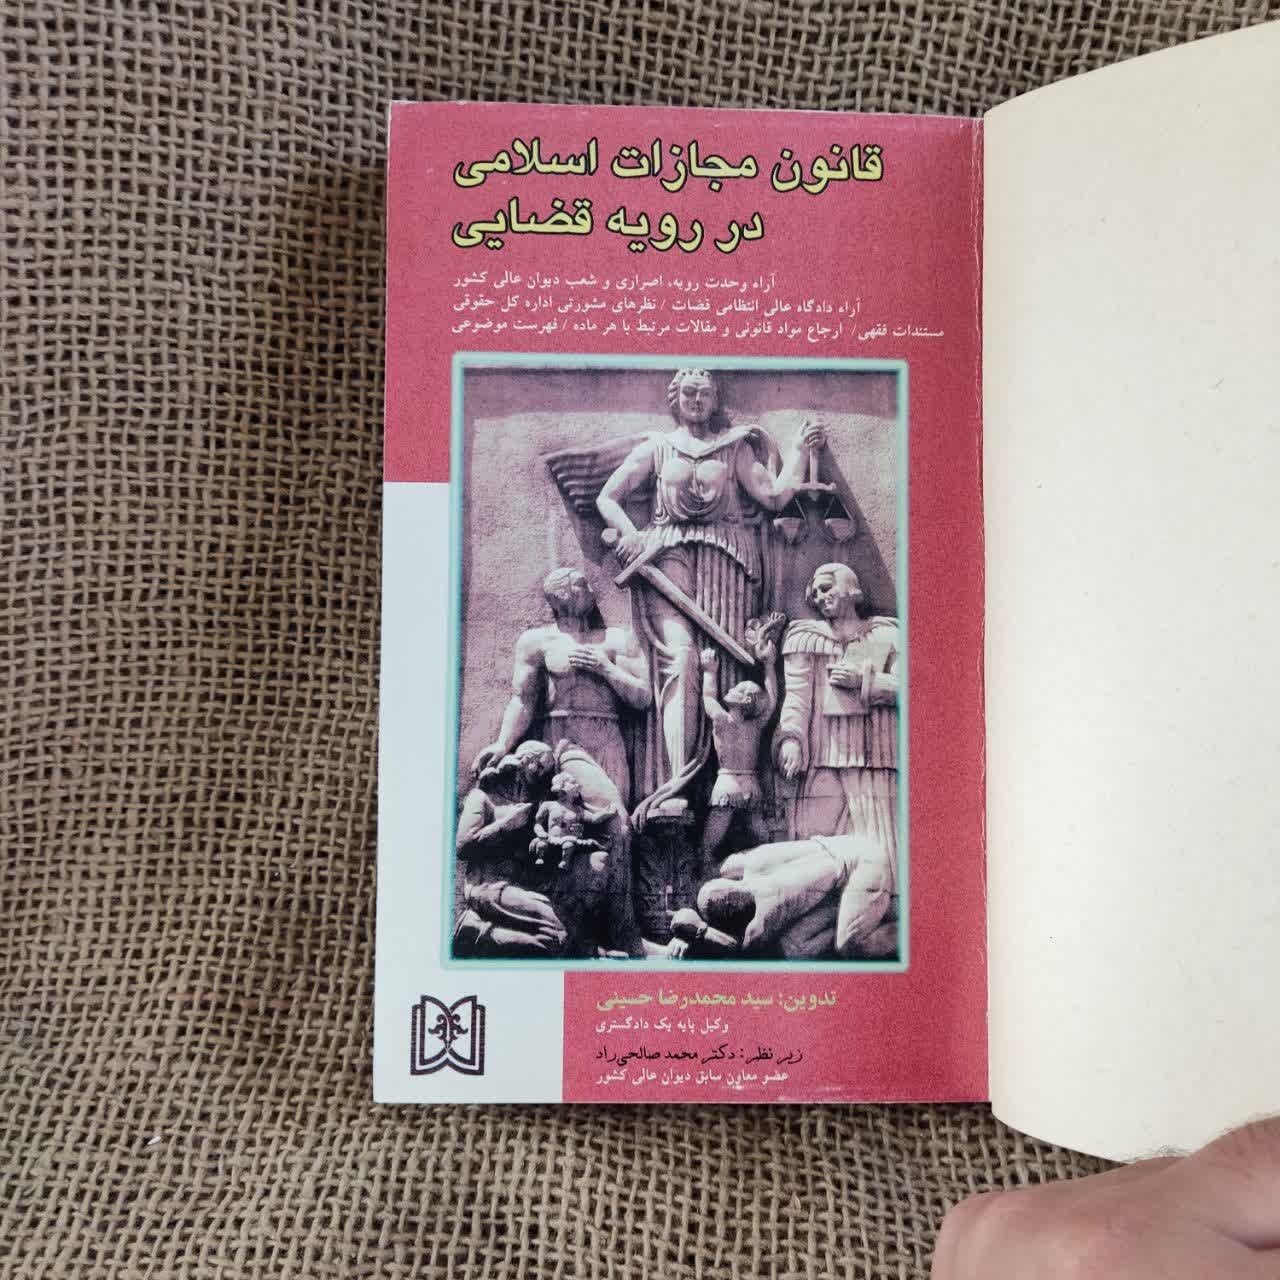 قانون مجازات اسلامی
در رویه قضایی
آراء وحدت رویه، اصراری و شعب دیوان عالی کشور
آراء دادگاه عالی انتظامی قضات / نظرهای مشورتی اداره کل حقوقی
مستندات فقهی / ارجاع مواد قانونی و مقالات مرتبط با هر ماده / فهرست موضوعی
تدوین: سید محمدرضا حسینی
وکیل پایه یک دادگستری
زیر نظر: دکتر محمد صالحی‌راد
عضو معاون سابق دیوان عالی کشور